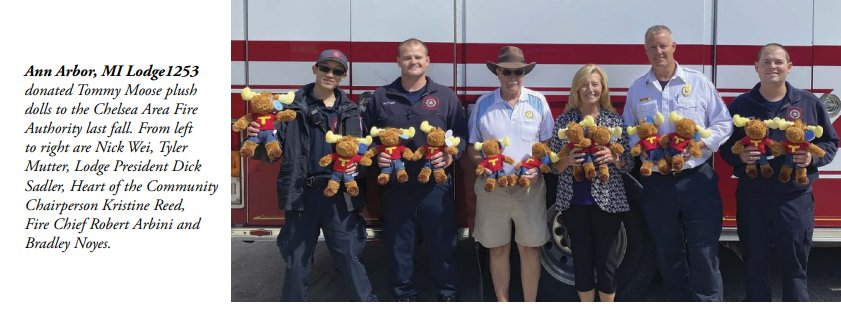 Ann Arbor, MI Lodge1253
donated Tommy Moose plush
dolls to the Chelsea Area Fire
Authority last fall. From left
to right are Nick Wei, Tyler
Mutter, Lodge President Dick
Sadler, Heart of the Community
Chairperson Kristine Reed,
Fire Chief Robert Arbini and
Bradley Noyes.